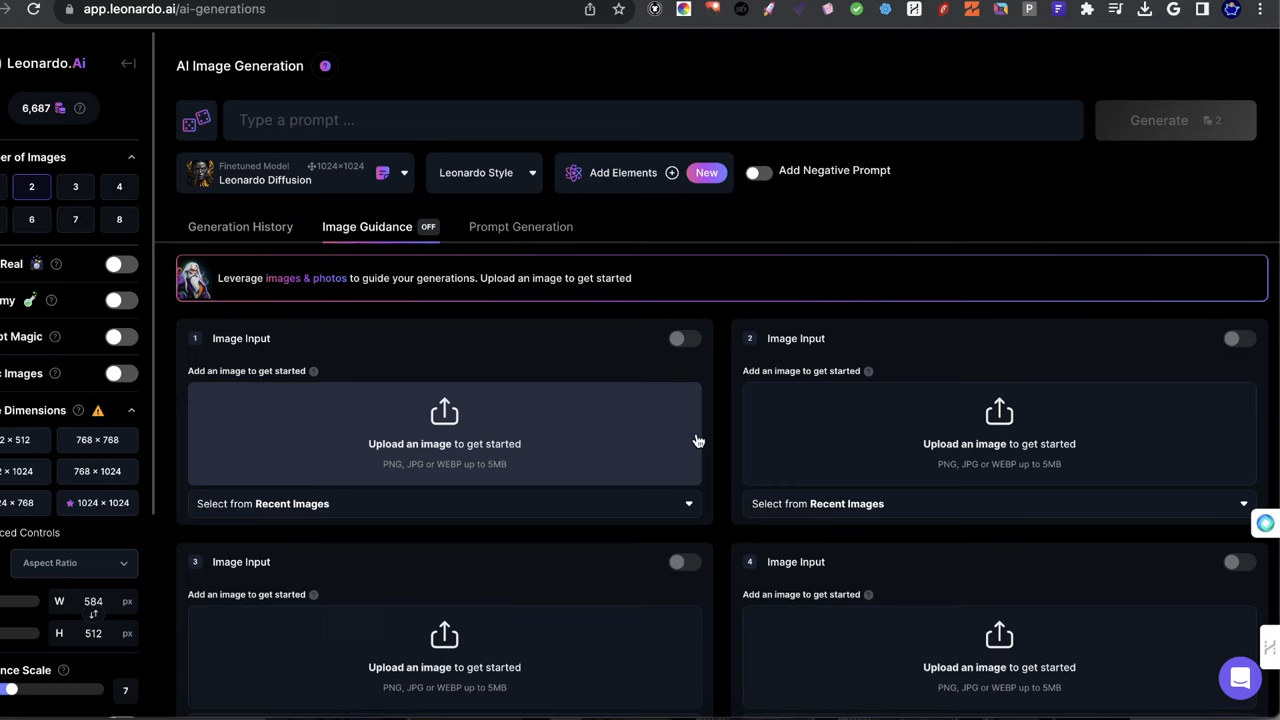 app.leonardo.ai/ai-generations
Leonardo.Ai
6,687
er of Images
2
3
4
6
7
8
Real
my
pt Magic
c Images
e Dimensions
2 × 512
768 × 768
2 × 1024
768 × 1024
24 × 768
1024 × 1024
ced Controls
Aspect Ratio
W 584 px
H 512 px
nce Scale
7
AI Image Generation
Type a prompt ...
Generate 2
Finetuned Model 1024×1024
Leonardo Diffusion
Leonardo Style
Add Elements New
Add Negative Prompt
Generation History
Image Guidance OFF
Prompt Generation
Leverage images & photos to guide your generations. Upload an image to get started
1 Image Input
Add an image to get started
Upload an image to get started
PNG, JPG or WEBP up to 5MB
Select from Recent Images
2 Image Input
Add an image to get started
Upload an image to get started
PNG, JPG or WEBP up to 5MB
Select from Recent Images
3 Image Input
Add an image to get started
Upload an image to get started
PNG, JPG or WEBP up to 5MB
4 Image Input
Add an image to get started
Upload an image to get started
PNG, JPG or WEBP up to 5MB